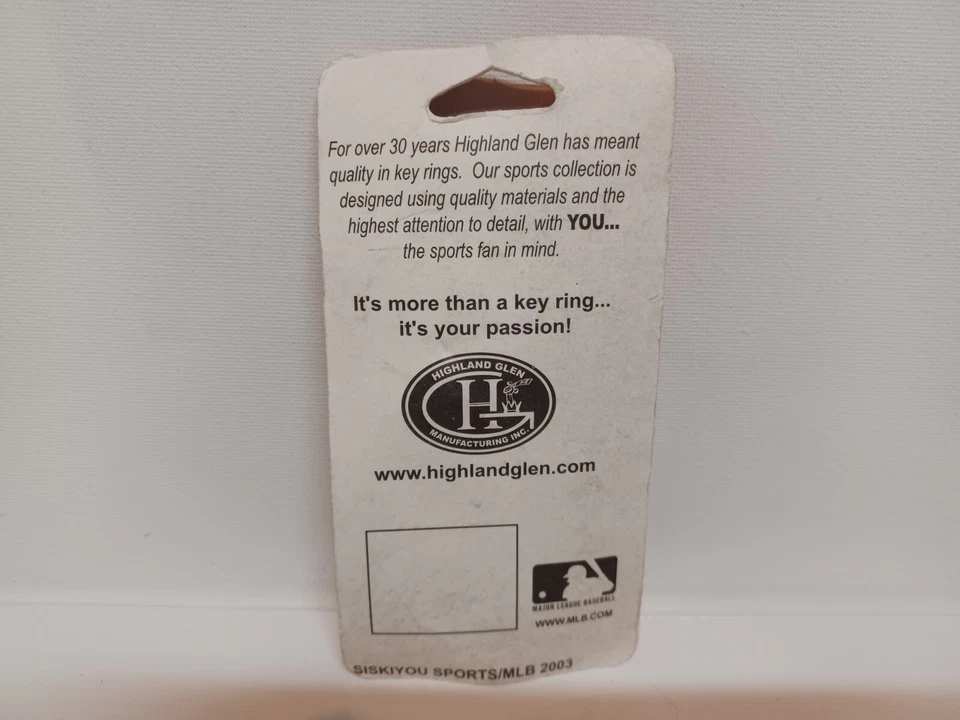 For over 30 years Highland Glen has meant
quality in key rings. Our sports collection is
designed using quality materials and the
highest attention to detail, with YOU...
the sports fan in mind.
It's more than a key ring...
it's your passion!
HIGHLAND GLEN
HG
MANUFACTURING INC.
www.highlandglen.com
MAJOR LEAGUE BASEBALL
WWW.MLB.COM
SISKIYOU SPORTS/MLB 2003